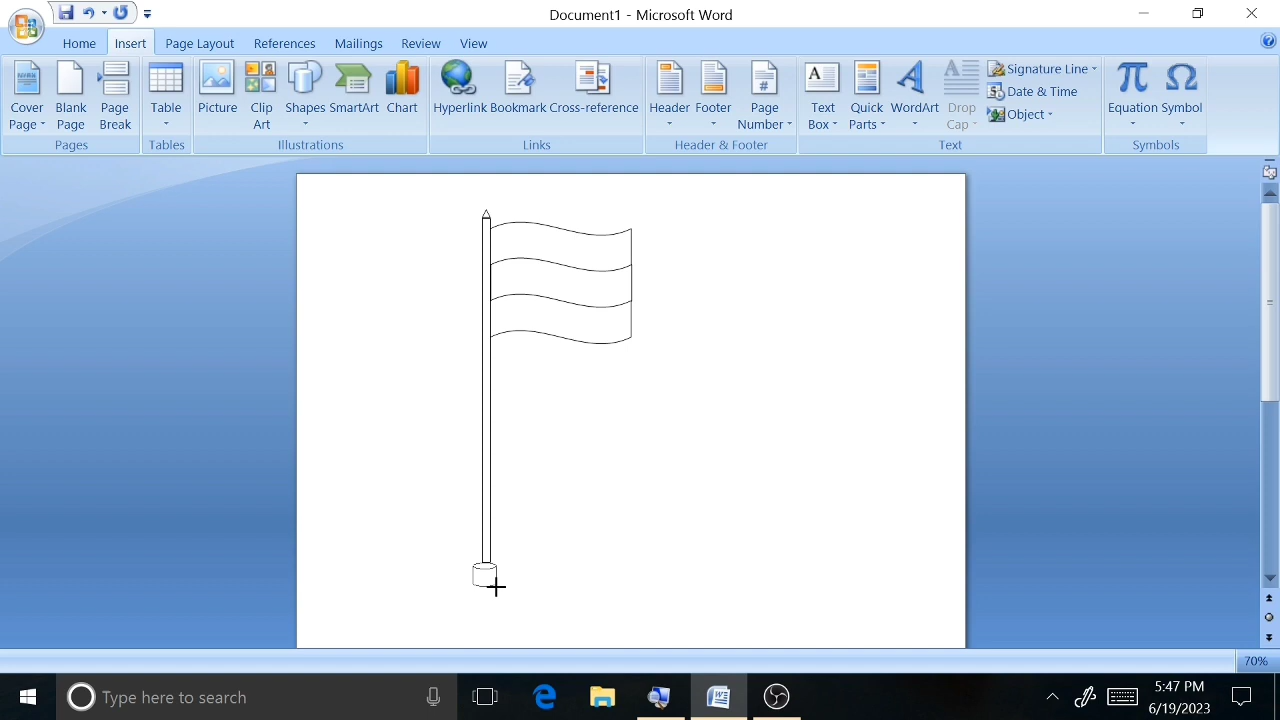 Document1 - Microsoft Word
Home Insert Page Layout References Mailings Review View
Cover Page Blank Page Page Break Table Picture Clip Art Shapes SmartArt Chart Hyperlink Bookmark Cross-reference Header Footer Page Number Text Box Quick Parts WordArt Drop Cap Signature Line Date & Time Object Equation Symbol
Pages Tables Illustrations Links Header & Footer Text Symbols
70%
Type here to search
5:47 PM
6/19/2023